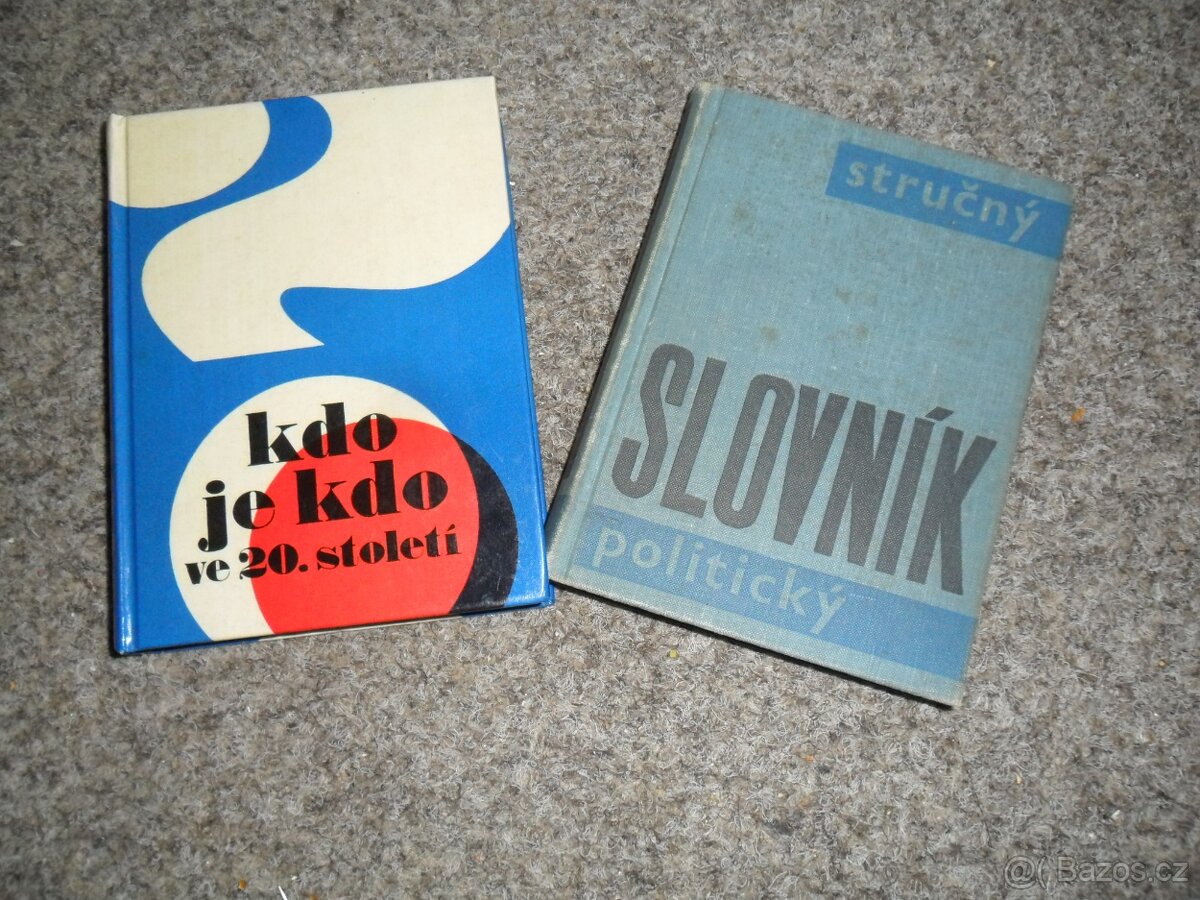 kdo
je kdo
ve 20. století
stručný
SLOVNÍK
politický
@( Bazos.cz